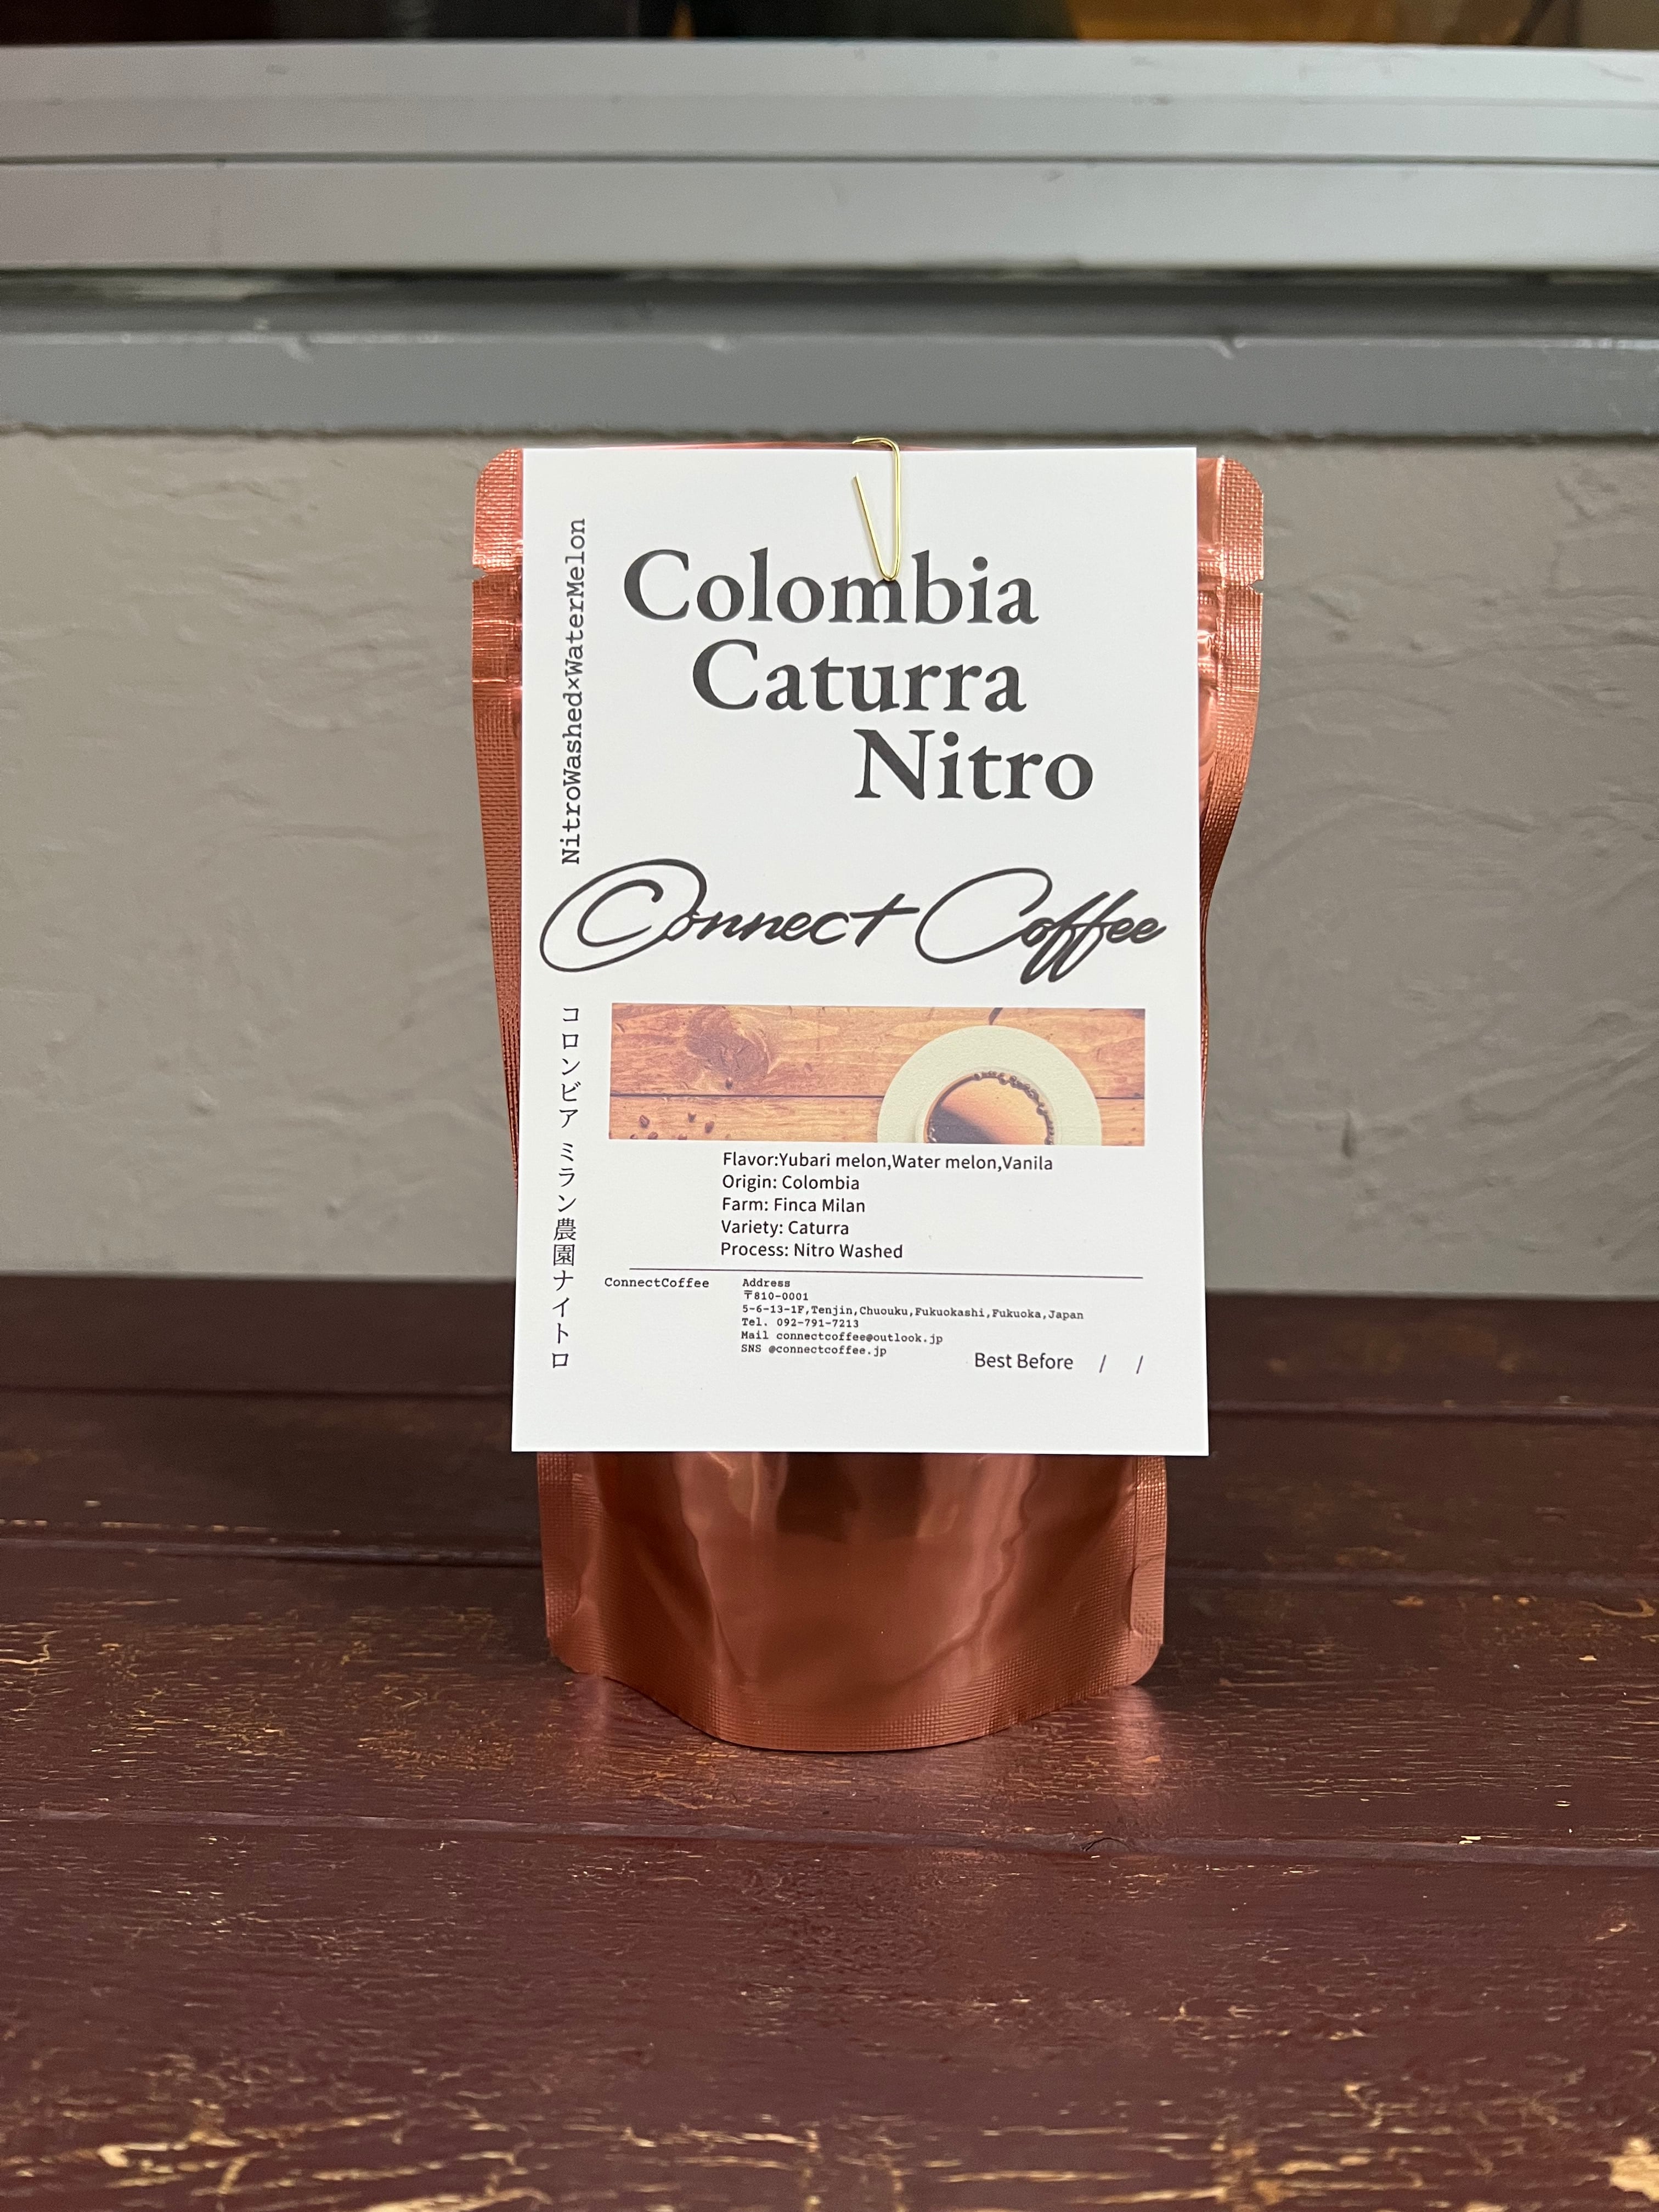 NitroWashed×WaterMelon
Colombia
Caturra
Nitro
Connect Coffee
コロンビア ミラン農園ナイトロ
Flavor:Yubari melon,Water melon,Vanila
Origin: Colombia
Farm: Finca Milan
Variety: Caturra
Process: Nitro Washed
ConnectCoffee
Address
〒810-0001
5-6-13-1F,Tenjin,Chuouku,Fukuokashi,Fukuoka,Japan
Tel. 092-791-7213
Mail connectcoffee@outlook.jp
SNS @connectcoffee.jp
Best Before / /